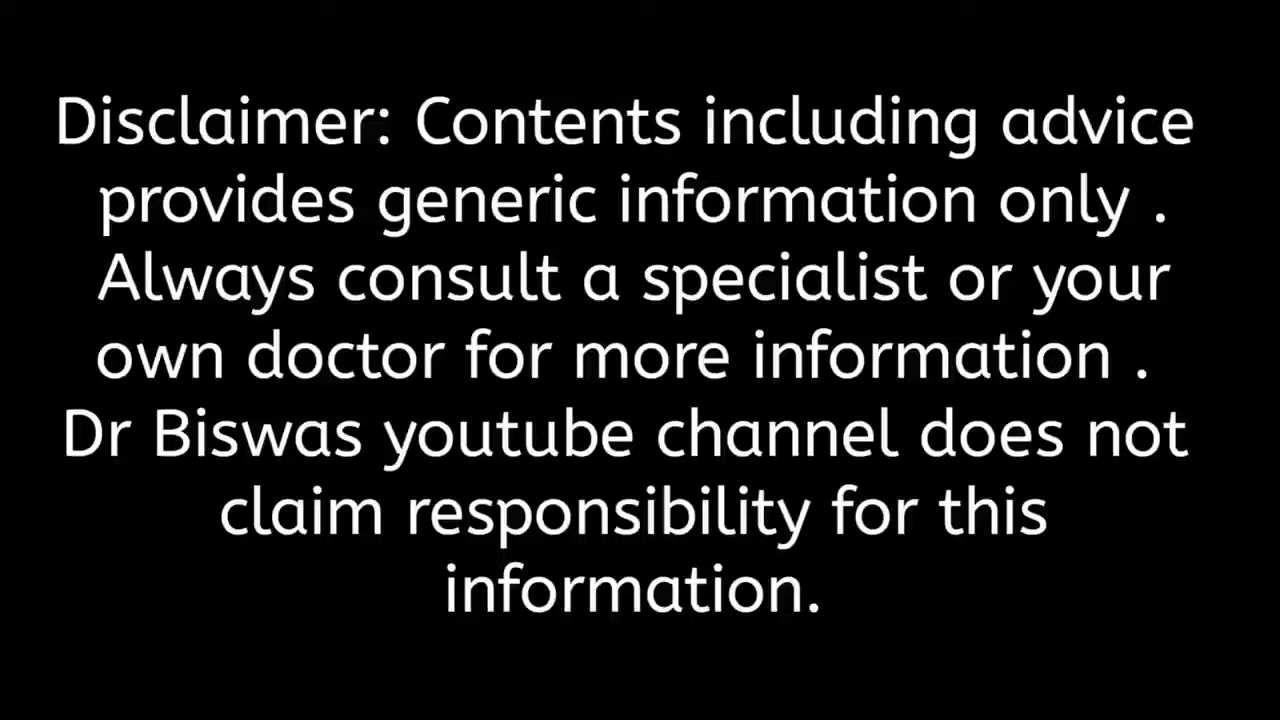 Disclaimer: Contents including advice
provides generic information only .
Always consult a specialist or your
own doctor for more information .
Dr Biswas youtube channel does not
claim responsibility for this
information.